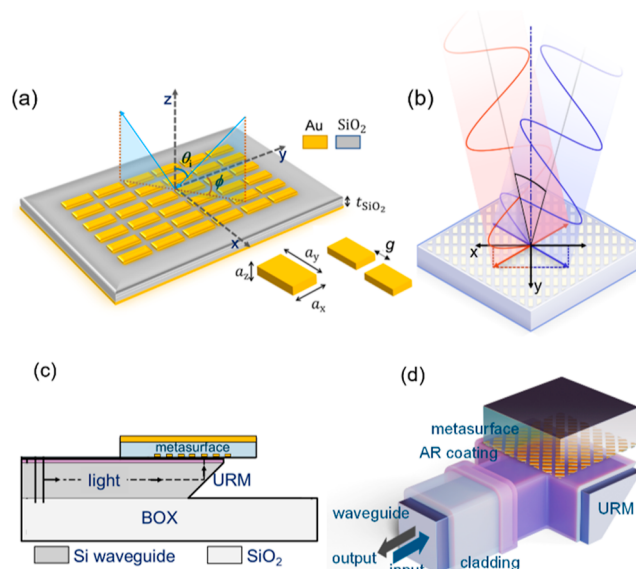 (a)
z
θi
ϕ
y
x
Au
SiO2
tSiO2
ay
az
ax
g
(b)
x
y
(c)
metasurface
light
URM
BOX
Si waveguide
SiO2
(d)
metasurface
AR coating
waveguide
URM
output
input
cladding